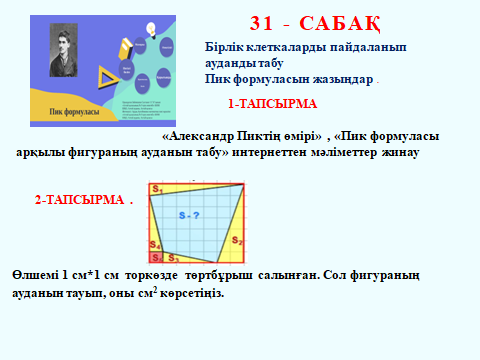 31 - САБАҚ
Бірлік клеткаларды пайдаланып
ауданды табу
Пик формуласын жазыңдар .
Пик формуласы
1-ТАПСЫРМА
«Александр Пиктің өмірі» , «Пик формуласы
арқылы фигураның ауданын табу» интернеттен мәліметтер жинау
2-ТАПСЫРМА .
S₁
S - ?
S₂
S₄
S₃
Өлшемі 1 см*1 см торкөзде төртбұрыш салынған. Сол фигураның
ауданын тауып, оны см² көрсетіңіз.